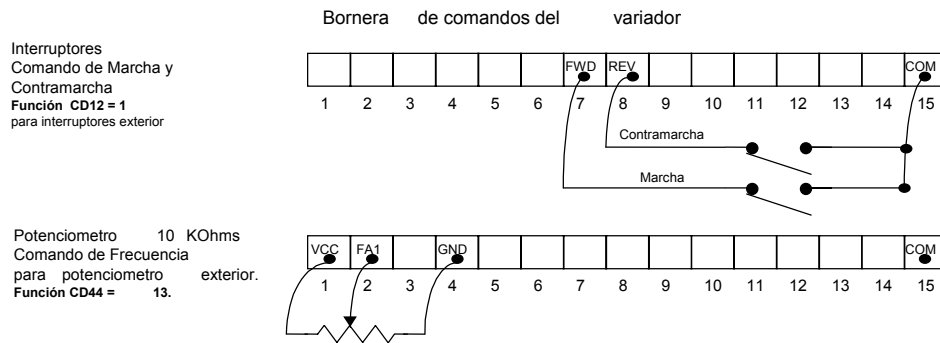 Bornera de comandos del variador
Interruptores
Comando de Marcha y
Contramarcha
Función CD12 = 1
para interruptores exterior
FWD REV COM
1 2 3 4 5 6 7 8 9 10 11 12 13 14 15
Contramarcha
Marcha
Potenciometro 10 KOhms
Comando de Frecuencia
para potenciometro exterior.
Función CD44 = 13.
VCC FA1 GND COM
1 2 3 4 5 6 7 8 9 10 11 12 13 14 15